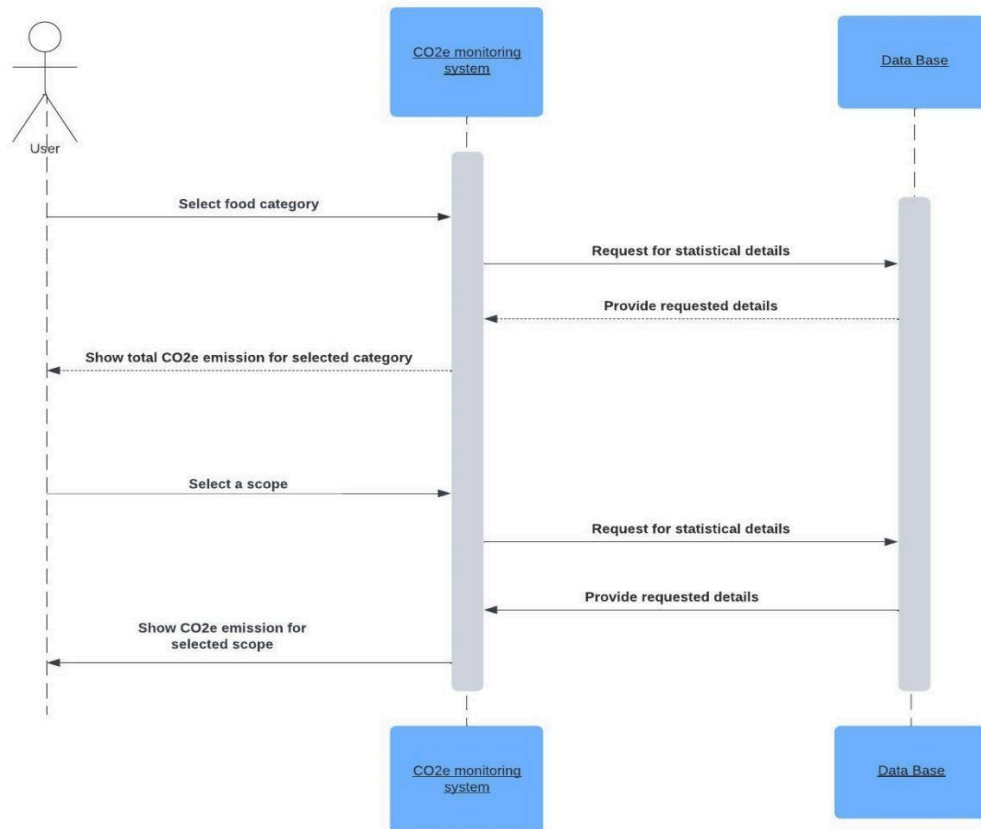 CO2e monitoring
system
Data Base
User
Select food category
Request for statistical details
Provide requested details
Show total CO2e emission for selected category
Select a scope
Request for statistical details
Provide requested details
Show CO2e emission for
selected scope
CO2e monitoring
system
Data Base